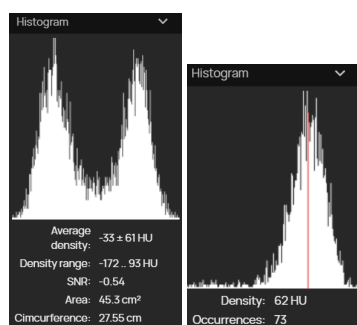 Histogram
Average
density: -33 ± 61 HU
Density range: -172 .. 93 HU
SNR: -0.54
Area: 45.3 cm²
Cimcurference: 27.55 cm
Histogram
Density: 62 HU
Occurrences: 73